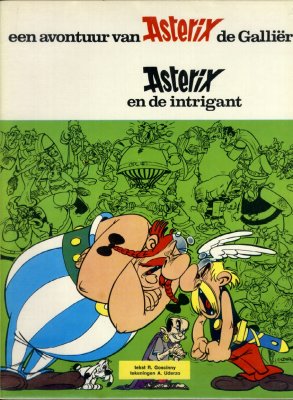 een avontuur van Asterix de Galliër
Asterix
en de intrigant
tekst R. Goscinny
tekeningen A. Uderzo